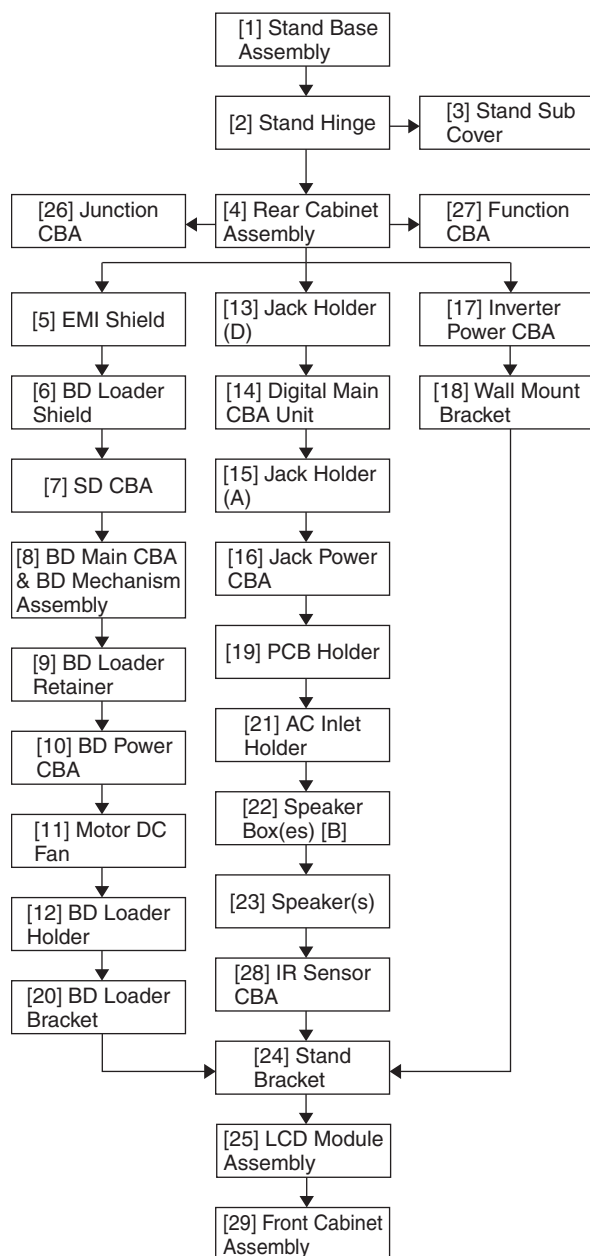 [1] Stand Base
Assembly
[2] Stand Hinge
[3] Stand Sub
Cover
[26] Junction
CBA
[4] Rear Cabinet
Assembly
[27] Function
CBA
[5] EMI Shield
[13] Jack Holder
(D)
[17] Inverter
Power CBA
[6] BD Loader
Shield
[14] Digital Main
CBA Unit
[18] Wall Mount
Bracket
[7] SD CBA
[15] Jack Holder
(A)
[8] BD Main CBA
& BD Mechanism
Assembly
[16] Jack Power
CBA
[9] BD Loader
Retainer
[19] PCB Holder
[10] BD Power
CBA
[21] AC Inlet
Holder
[11] Motor DC
Fan
[22] Speaker
Box(es) [B]
[12] BD Loader
Holder
[23] Speaker(s)
[20] BD Loader
Bracket
[28] IR Sensor
CBA
[24] Stand
Bracket
[25] LCD Module
Assembly
[29] Front Cabinet
Assembly